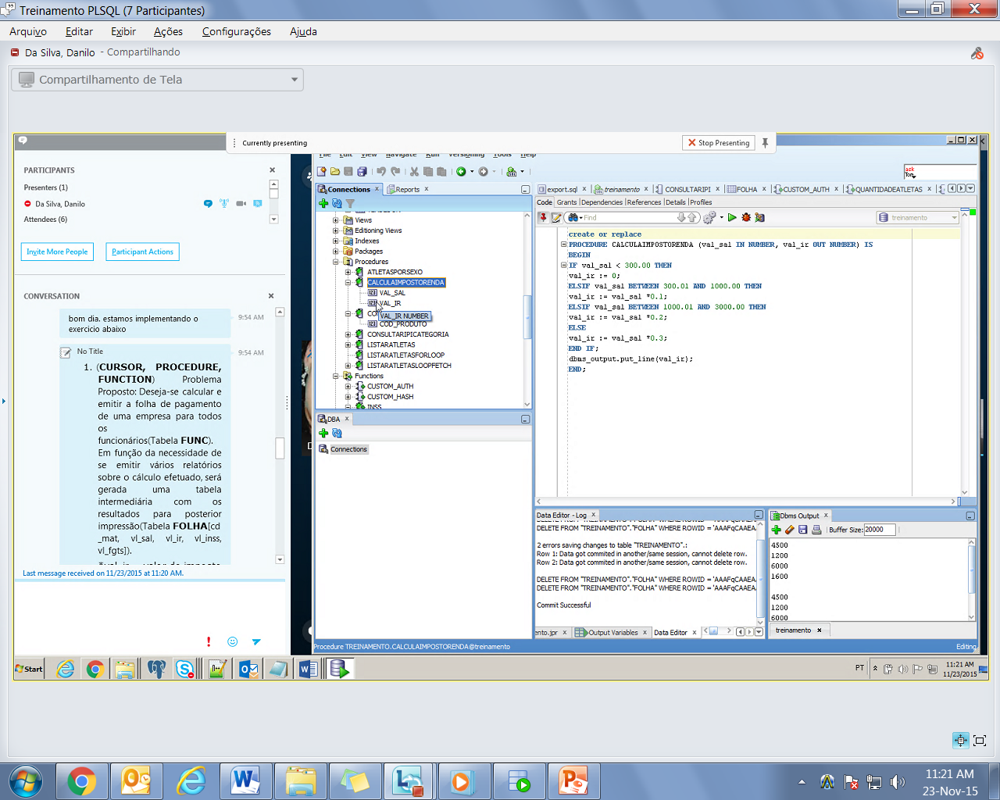 Treinamento PLSQL (7 Participantes)
Arquivo Editar Exibir Ações Configurações Ajuda
Da Silva, Danilo - Compartilhando
Compartilhamento de Tela
Currently presenting
Stop Presenting
PARTICIPANTS
Presenters (1)
Da Silva, Danilo
Attendees (6)
Invite More People
Participant Actions
CONVERSATION
bom dia. estamos implementando o
exercicio abaixo
9:54 AM
No Title
9:54 AM
1. (CURSOR, PROCEDURE,
FUNCTION) Problema
Proposto: Deseja-se calcular e
emitir a folha de pagamento
de uma empresa para todos
os
funcionários(Tabela FUNC).
Em função da necessidade de
se emitir vários relatórios
sobre o cálculo efetuado, será
gerada uma tabela
intermediária com os
resultados para posterior
impressão(Tabela FOLHA[cd
_mat, vl_sal, vl_ir, vl_inss,
vl_fgts]).
Last message received on 11/23/2015 at 11:20 AM.
File Edit View Navigate Run Versioning Tools Help
Connections
Reports
Views
Editioning Views
Indexes
Packages
Procedures
ATLETASPORSEXO
CALCULAIMPOSTORENDA
VAL_SAL
VAL_IR
CO
VAL_IR NUMBER
COD_PRODUTO
CONSULTARIPICATEGORIA
LISTARATLETAS
LISTARATLETASFORLOOP
LISTARATLETASLOOPFETCH
Functions
CUSTOM_AUTH
CUSTOM_HASH
INSS
DBA
Connections
export.sql
treinamento
CONSULTARIPI
FOLHA
CUSTOM_AUTH
QUANTIDADEATLETAS
Code Grants Dependencies References Details Profiles
Find
treinamento
create or replace
PROCEDURE CALCULAIMPOSTORENDA (val_sal IN NUMBER, val_ir OUT NUMBER) IS
BEGIN
IF val_sal < 300.00 THEN
val_ir := 0;
ELSIF val_sal BETWEEN 300.01 AND 1000.00 THEN
val_ir := val_sal *0.1;
ELSIF val_sal BETWEEN 1000.01 AND 3000.00 THEN
val_ir := val_sal *0.2;
ELSE
val_ir := val_sal *0.3;
END IF;
dbms_output.put_line(val_ir);
END;
Data Editor - Log
DELETE FROM "TREINAMENTO"."FOLHA" WHERE ROWID = 'AAAFqCAAEA
2 errors saving changes to table "TREINAMENTO".:
Row 1: Data got commited in another/same session, cannot delete row.
Row 2: Data got commited in another/same session, cannot delete row.
DELETE FROM "TREINAMENTO"."FOLHA" WHERE ROWID = 'AAAFqCAAEA
DELETE FROM "TREINAMENTO"."FOLHA" WHERE ROWID = 'AAAFqCAAEA
Commit Successful
ento.jpr
Output Variables
Data Editor
Dbms Output
Buffer Size: 20000
4500
1200
6000
1600
4500
1200
6000
treinamento
Procedure TREINAMENTO.CALCULAIMPOSTORENDA@treinamento
Editing
Start
PT
11:21 AM
11/23/2015
11:21 AM
23-Nov-15